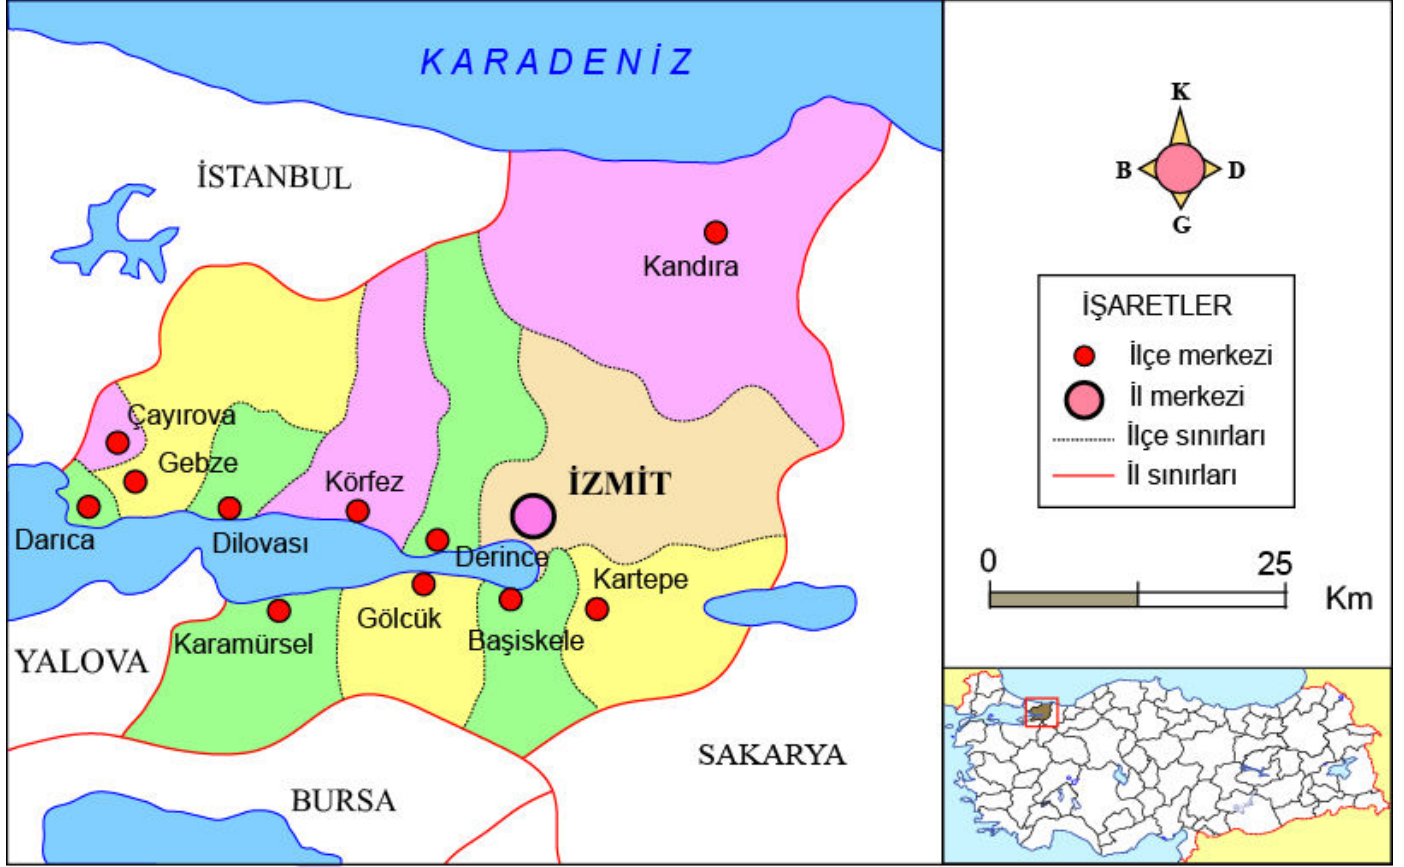 KARADENİZ
İSTANBUL
Kandıra
Çayırova
Gebze
Körfez
İZMİT
Darıca
Dilovası
Derince
Kartepe
Gölcük
Karamürsel
Başiskele
YALOVA
SAKARYA
BURSA
K
B D
G
İŞARETLER
İlçe merkezi
İl merkezi
İlçe sınırları
İl sınırları
0 25
Km